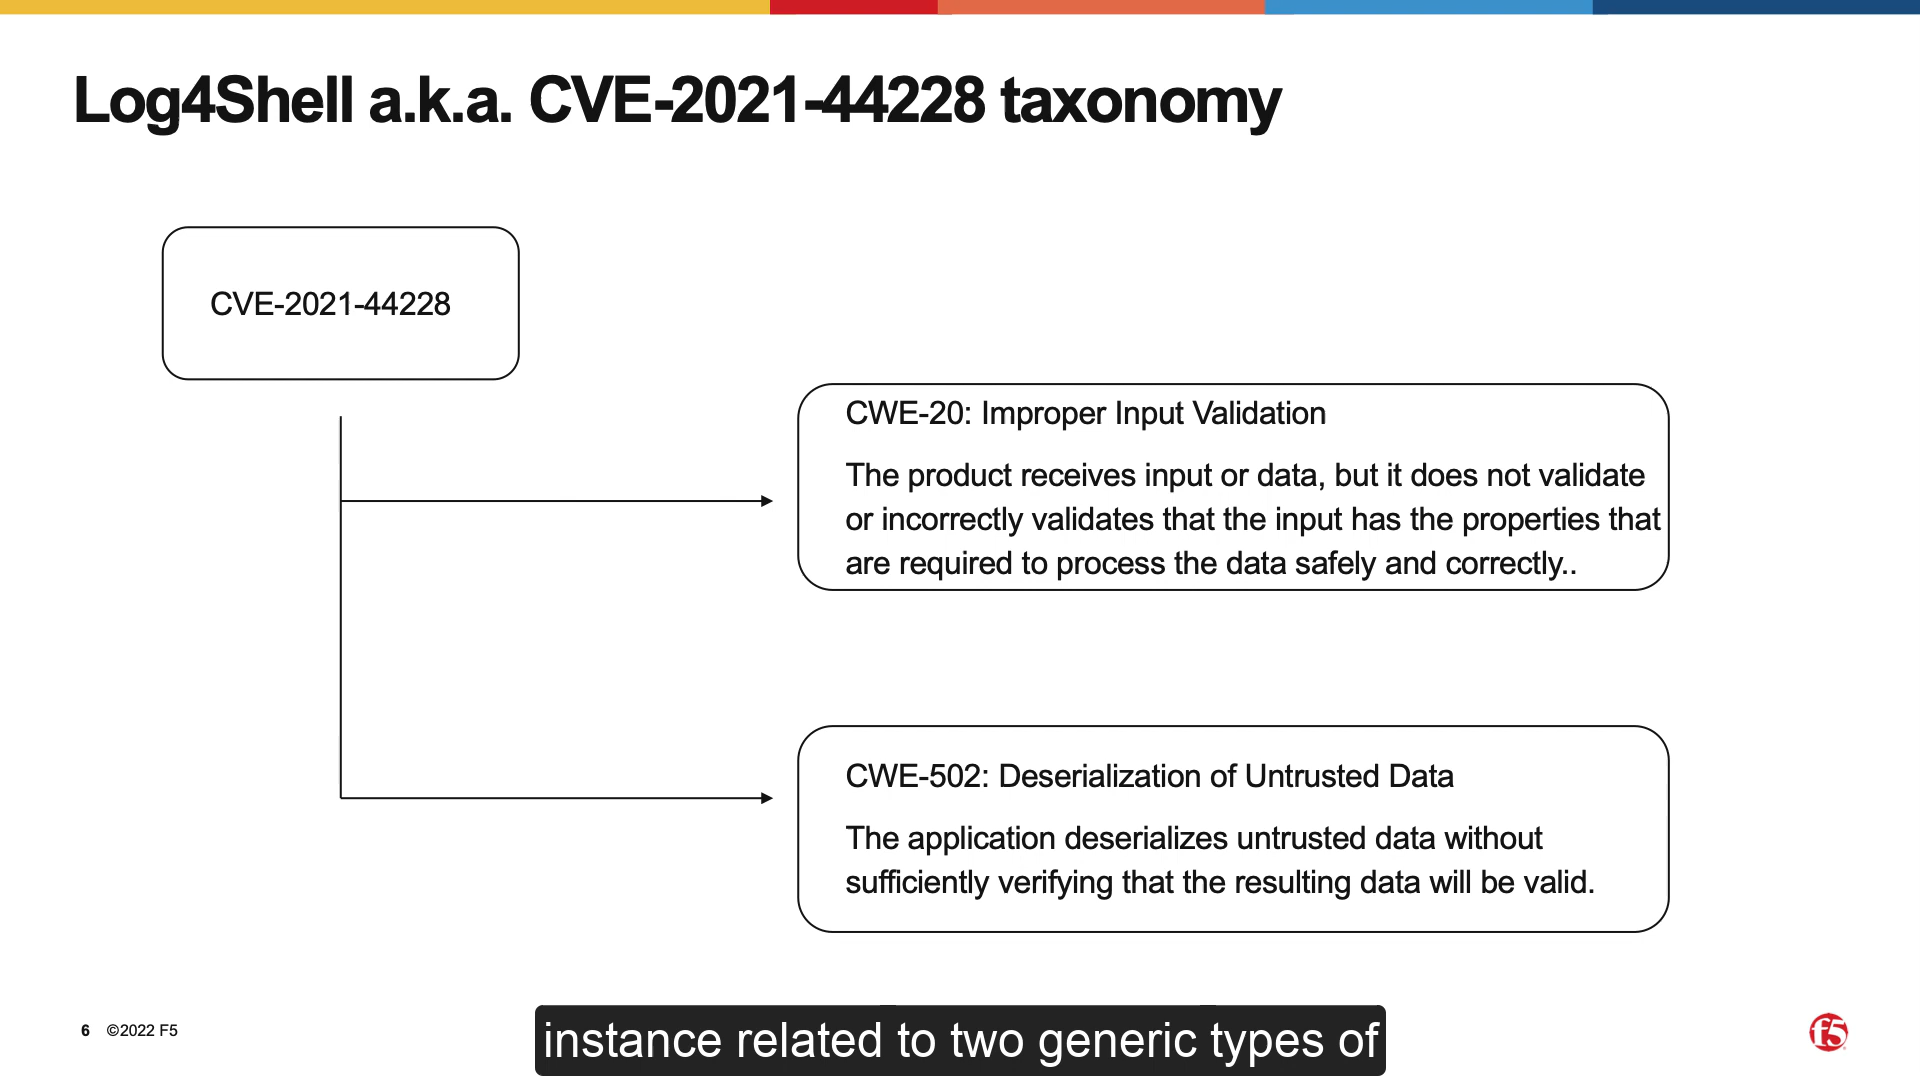 Log4Shell a.k.a. CVE-2021-44228 taxonomy
CVE-2021-44228
CWE-20: Improper Input Validation
The product receives input or data, but it does not validate
or incorrectly validates that the input has the properties that
are required to process the data safely and correctly..
CWE-502: Deserialization of Untrusted Data
The application deserializes untrusted data without
sufficiently verifying that the resulting data will be valid.
6 ©2022 F5
instance related to two generic types of
f5